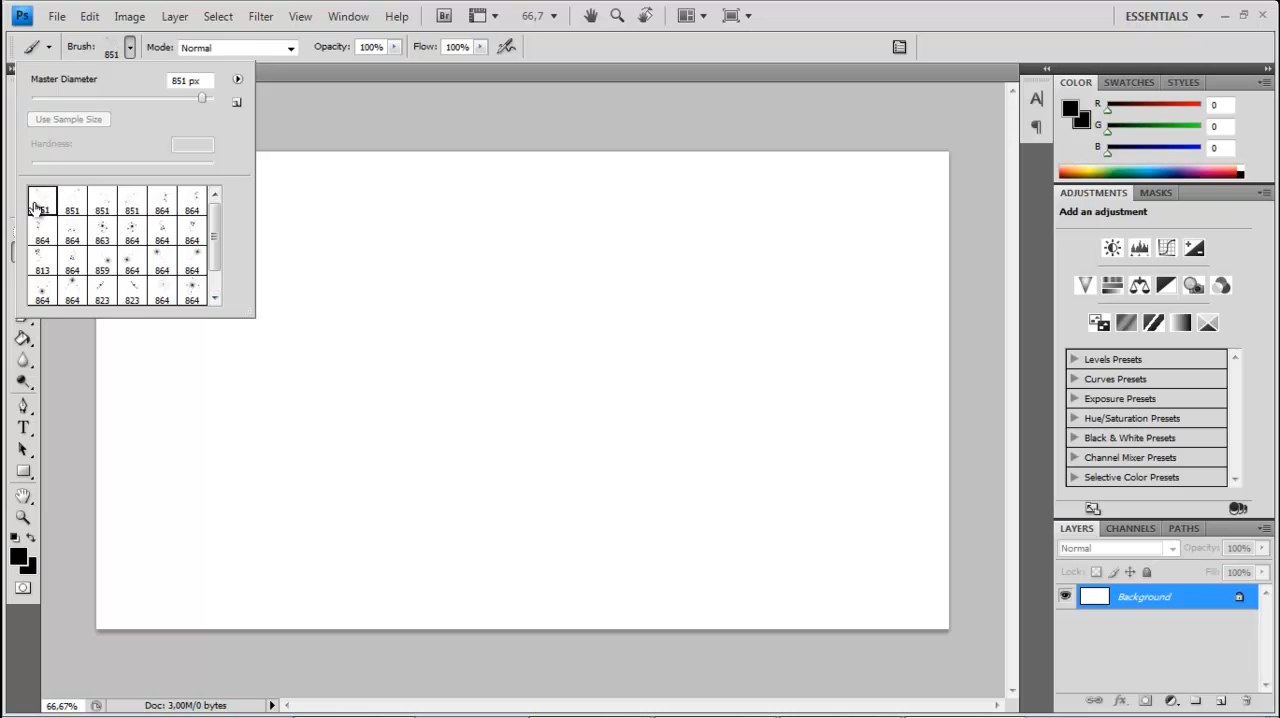 Ps File Edit Image Layer Select Filter View Window Help Br 66,7 ESSENTIALS
Brush: 851 Mode: Normal Opacity: 100% Flow: 100%
Master Diameter 851 px
Use Sample Size
Hardness:
851 851 851 864 864
864 864 863 864 864 864
813 864 859 864 864 864
864 864 823 823 864 864
T
66,67% Doc: 3,00M/0 bytes
A
COLOR SWATCHES STYLES
R 0
G 0
B 0
ADJUSTMENTS MASKS
Add an adjustment
Levels Presets
Curves Presets
Exposure Presets
Hue/Saturation Presets
Black & White Presets
Channel Mixer Presets
Selective Color Presets
LAYERS CHANNELS PATHS
Normal Opacity: 100%
Lock: Fill: 100%
Background